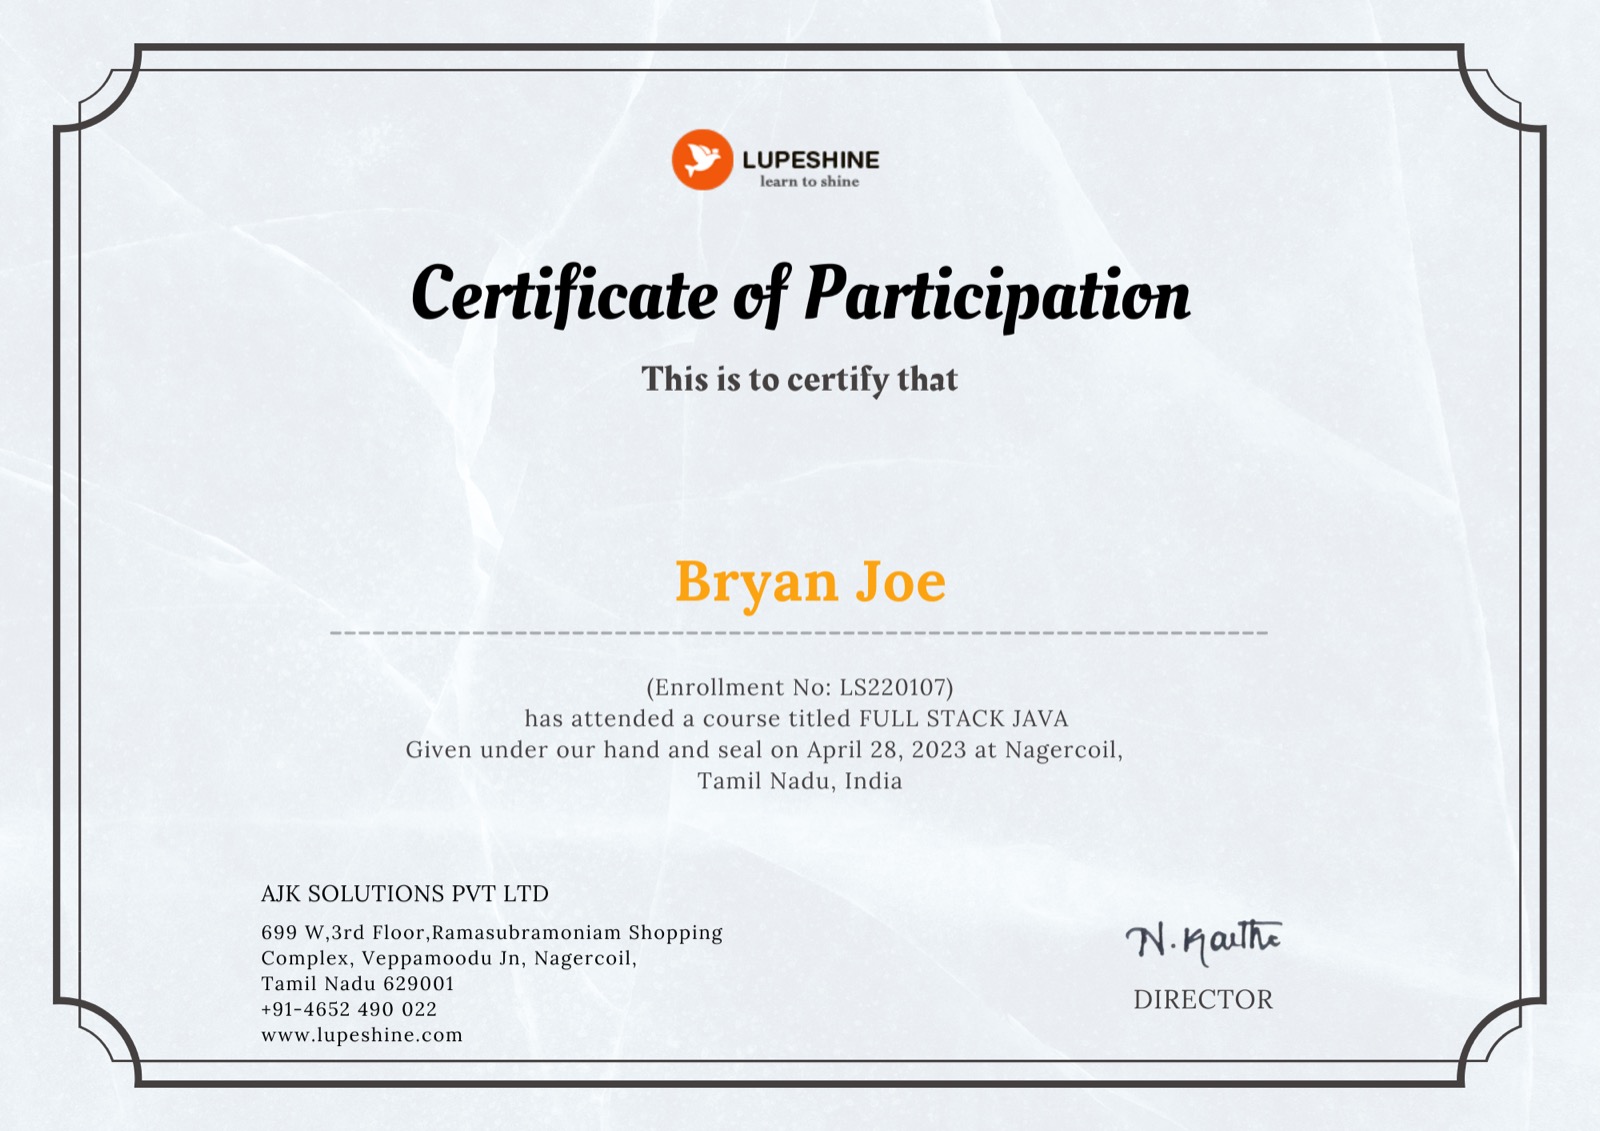 LUPESHINE
learn to shine
Certificate of Participation
This is to certify that
Bryan Joe
(Enrollment No: LS220107)
has attended a course titled FULL STACK JAVA
Given under our hand and seal on April 28, 2023 at Nagercoil,
Tamil Nadu, India
AJK SOLUTIONS PVT LTD
699 W,3rd Floor,Ramasubramoniam Shopping
Complex, Veppamoodu Jn, Nagercoil,
Tamil Nadu 629001
+91-4652 490 022
www.lupeshine.com
N.
DIRECTOR